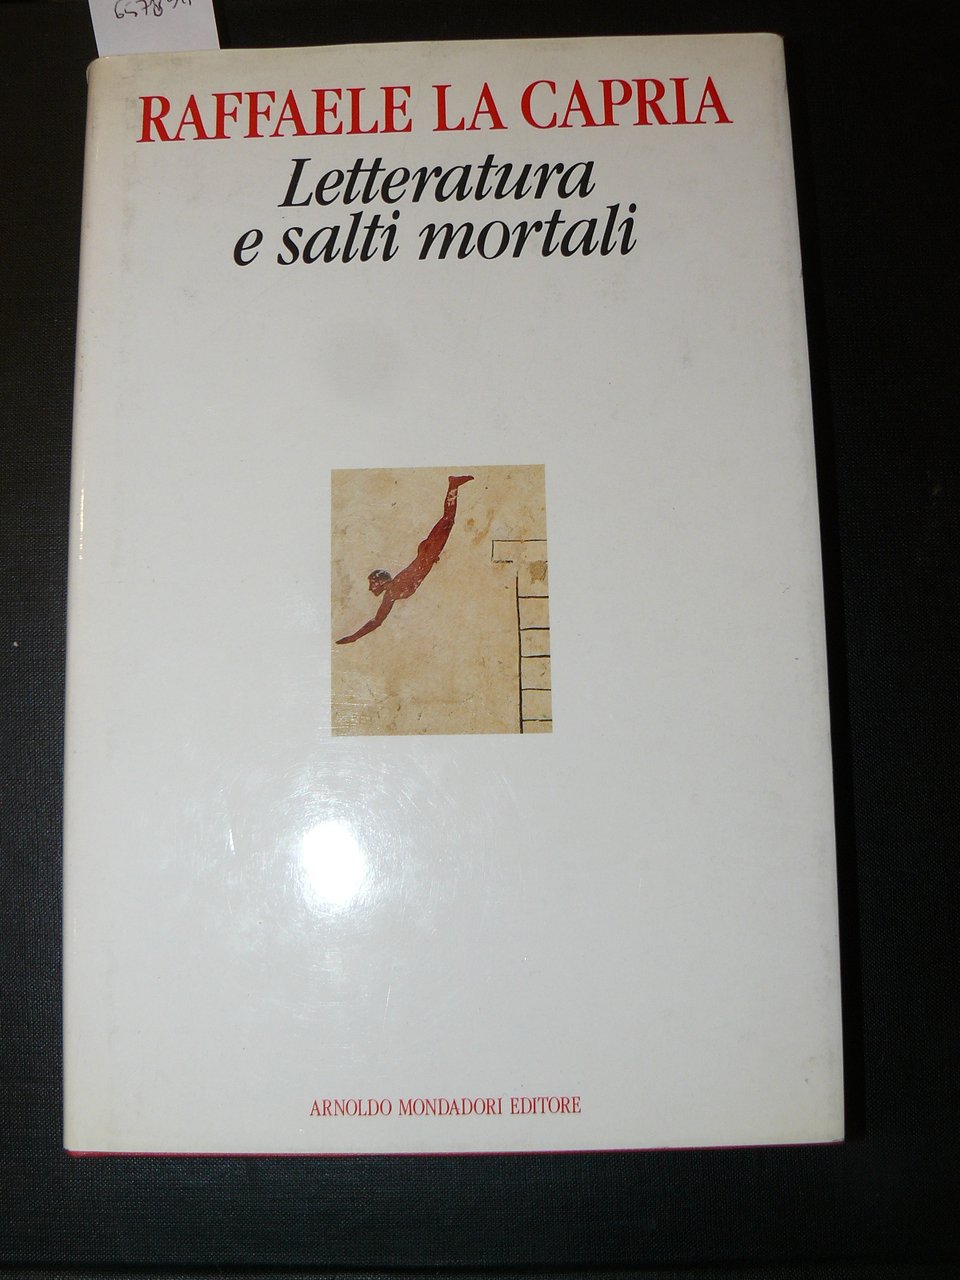 RAFFAELE LA CAPRIA
Letteratura
e salti mortali
ARNOLDO MONDADORI EDITORE